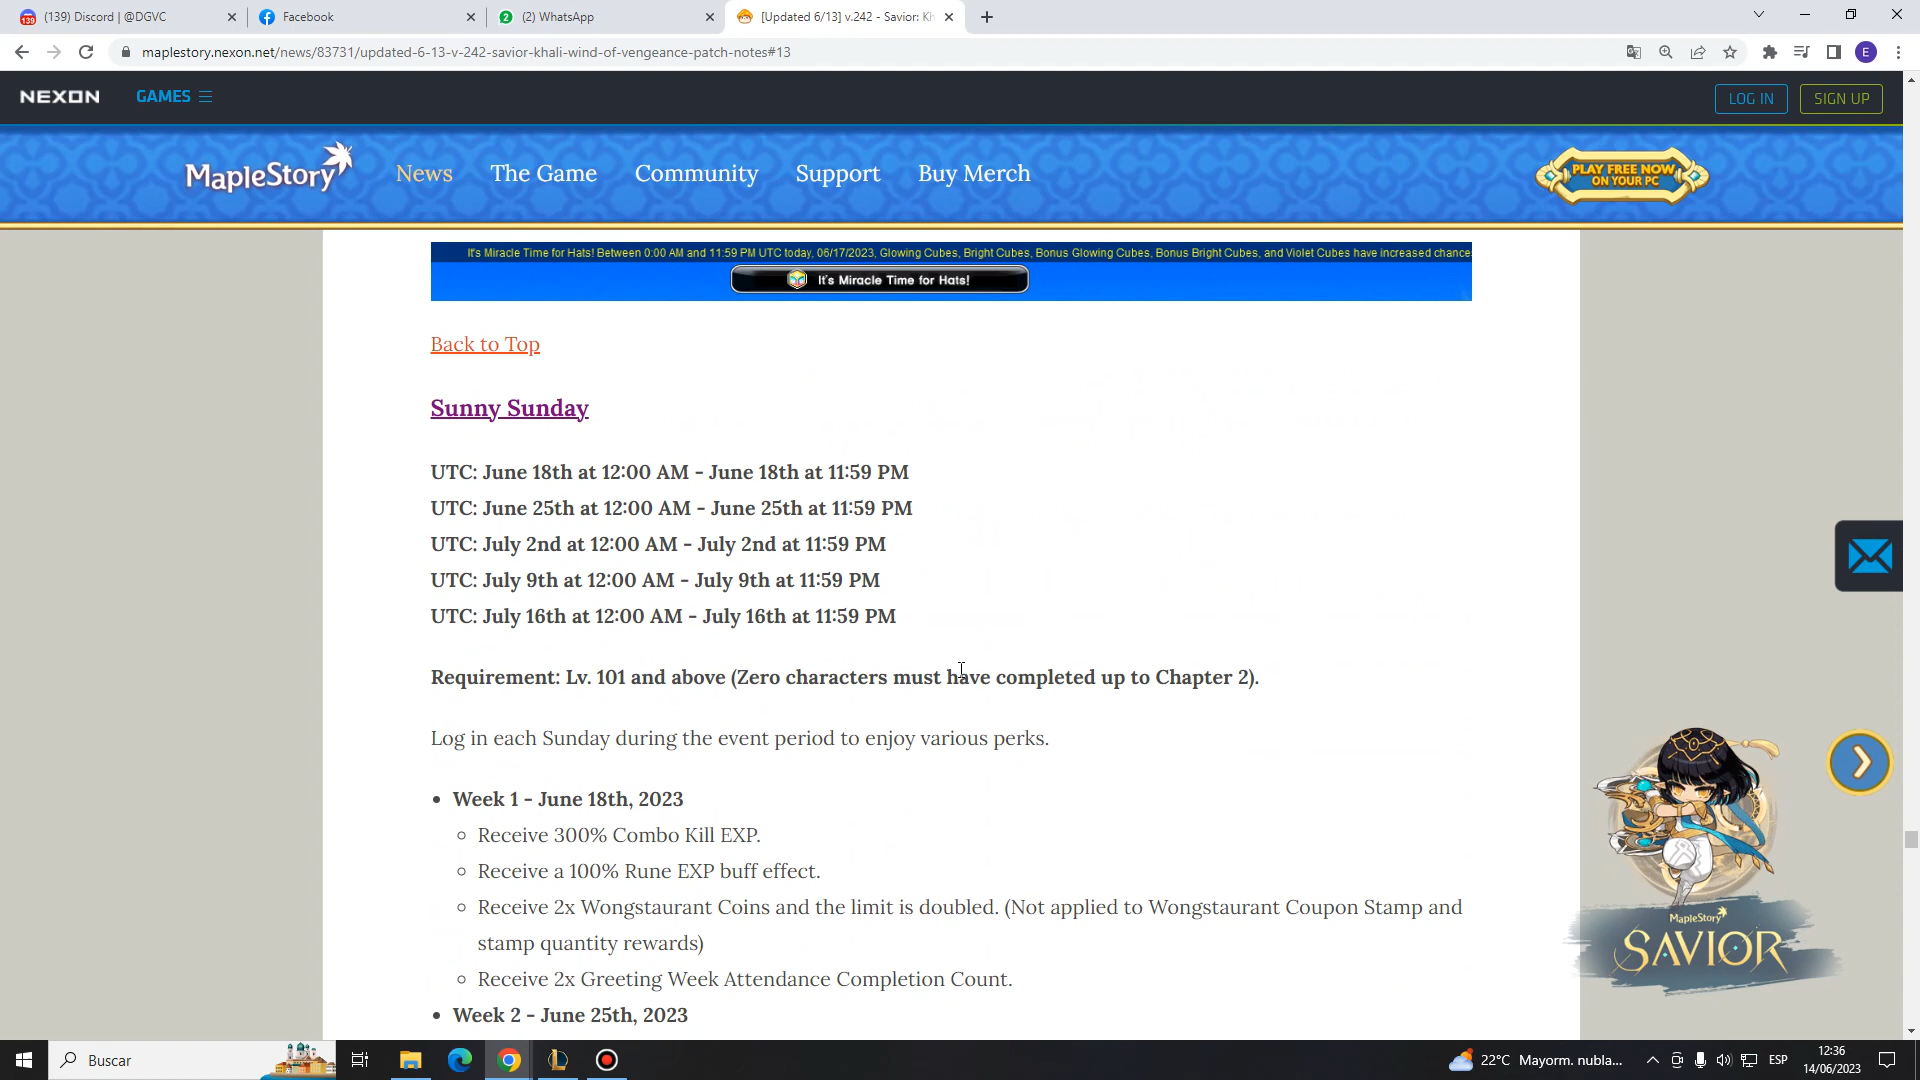 (139) Discord | @DGVC
Facebook
(2) WhatsApp
[Updated 6/13] v.242 - Savior: Kh
maplestory.nexon.net/news/83731/updated-6-13-v-242-savior-khali-wind-of-vengeance-patch-notes#13
E
NEXON
GAMES
LOG IN
SIGN UP
MapleStory
News
The Game
Community
Support
Buy Merch
PLAY FREE NOW
ON YOUR PC
It's Miracle Time for Hats! Between 0:00 AM and 11:59 PM UTC today, 06/17/2023, Glowing Cubes, Bright Cubes, Bonus Glowing Cubes, Bonus Bright Cubes, and Violet Cubes have increased chance
It's Miracle Time for Hats!
Back to Top
Sunny Sunday
UTC: June 18th at 12:00 AM - June 18th at 11:59 PM
UTC: June 25th at 12:00 AM - June 25th at 11:59 PM
UTC: July 2nd at 12:00 AM - July 2nd at 11:59 PM
UTC: July 9th at 12:00 AM - July 9th at 11:59 PM
UTC: July 16th at 12:00 AM - July 16th at 11:59 PM
Requirement: Lv. 101 and above (Zero characters must have completed up to Chapter 2).
Log in each Sunday during the event period to enjoy various perks.
• Week 1 - June 18th, 2023
Receive 300% Combo Kill EXP.
Receive a 100% Rune EXP buff effect.
Receive 2x Wongstaurant Coins and the limit is doubled. (Not applied to Wongstaurant Coupon Stamp and
stamp quantity rewards)
Receive 2x Greeting Week Attendance Completion Count.
• Week 2 - June 25th, 2023
MapleStory
SAVIOR
Buscar
22°C Mayorm. nubla...
ESP
12:36
14/06/2023